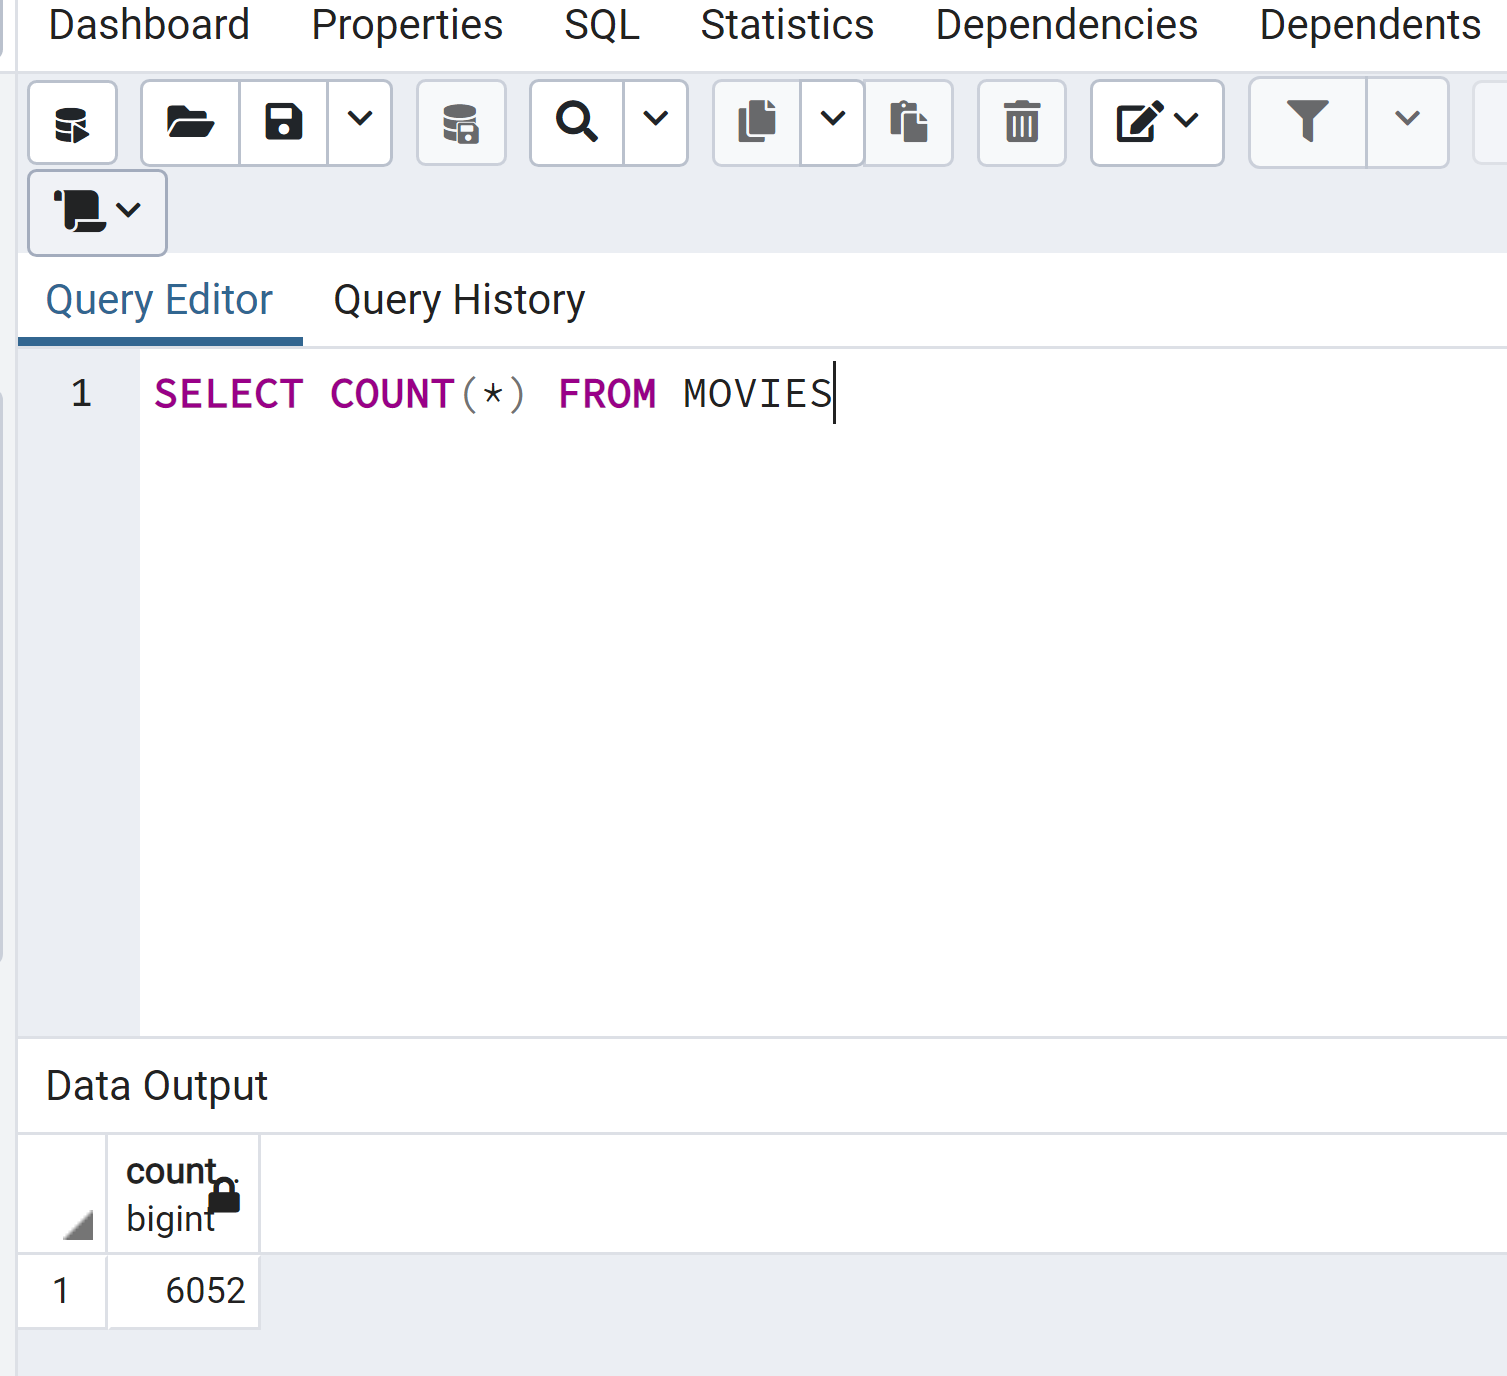 Dashboard Properties SQL Statistics Dependencies Dependents
Query Editor Query History
1 SELECT COUNT(*) FROM MOVIES
Data Output
count
bigint
1 6052